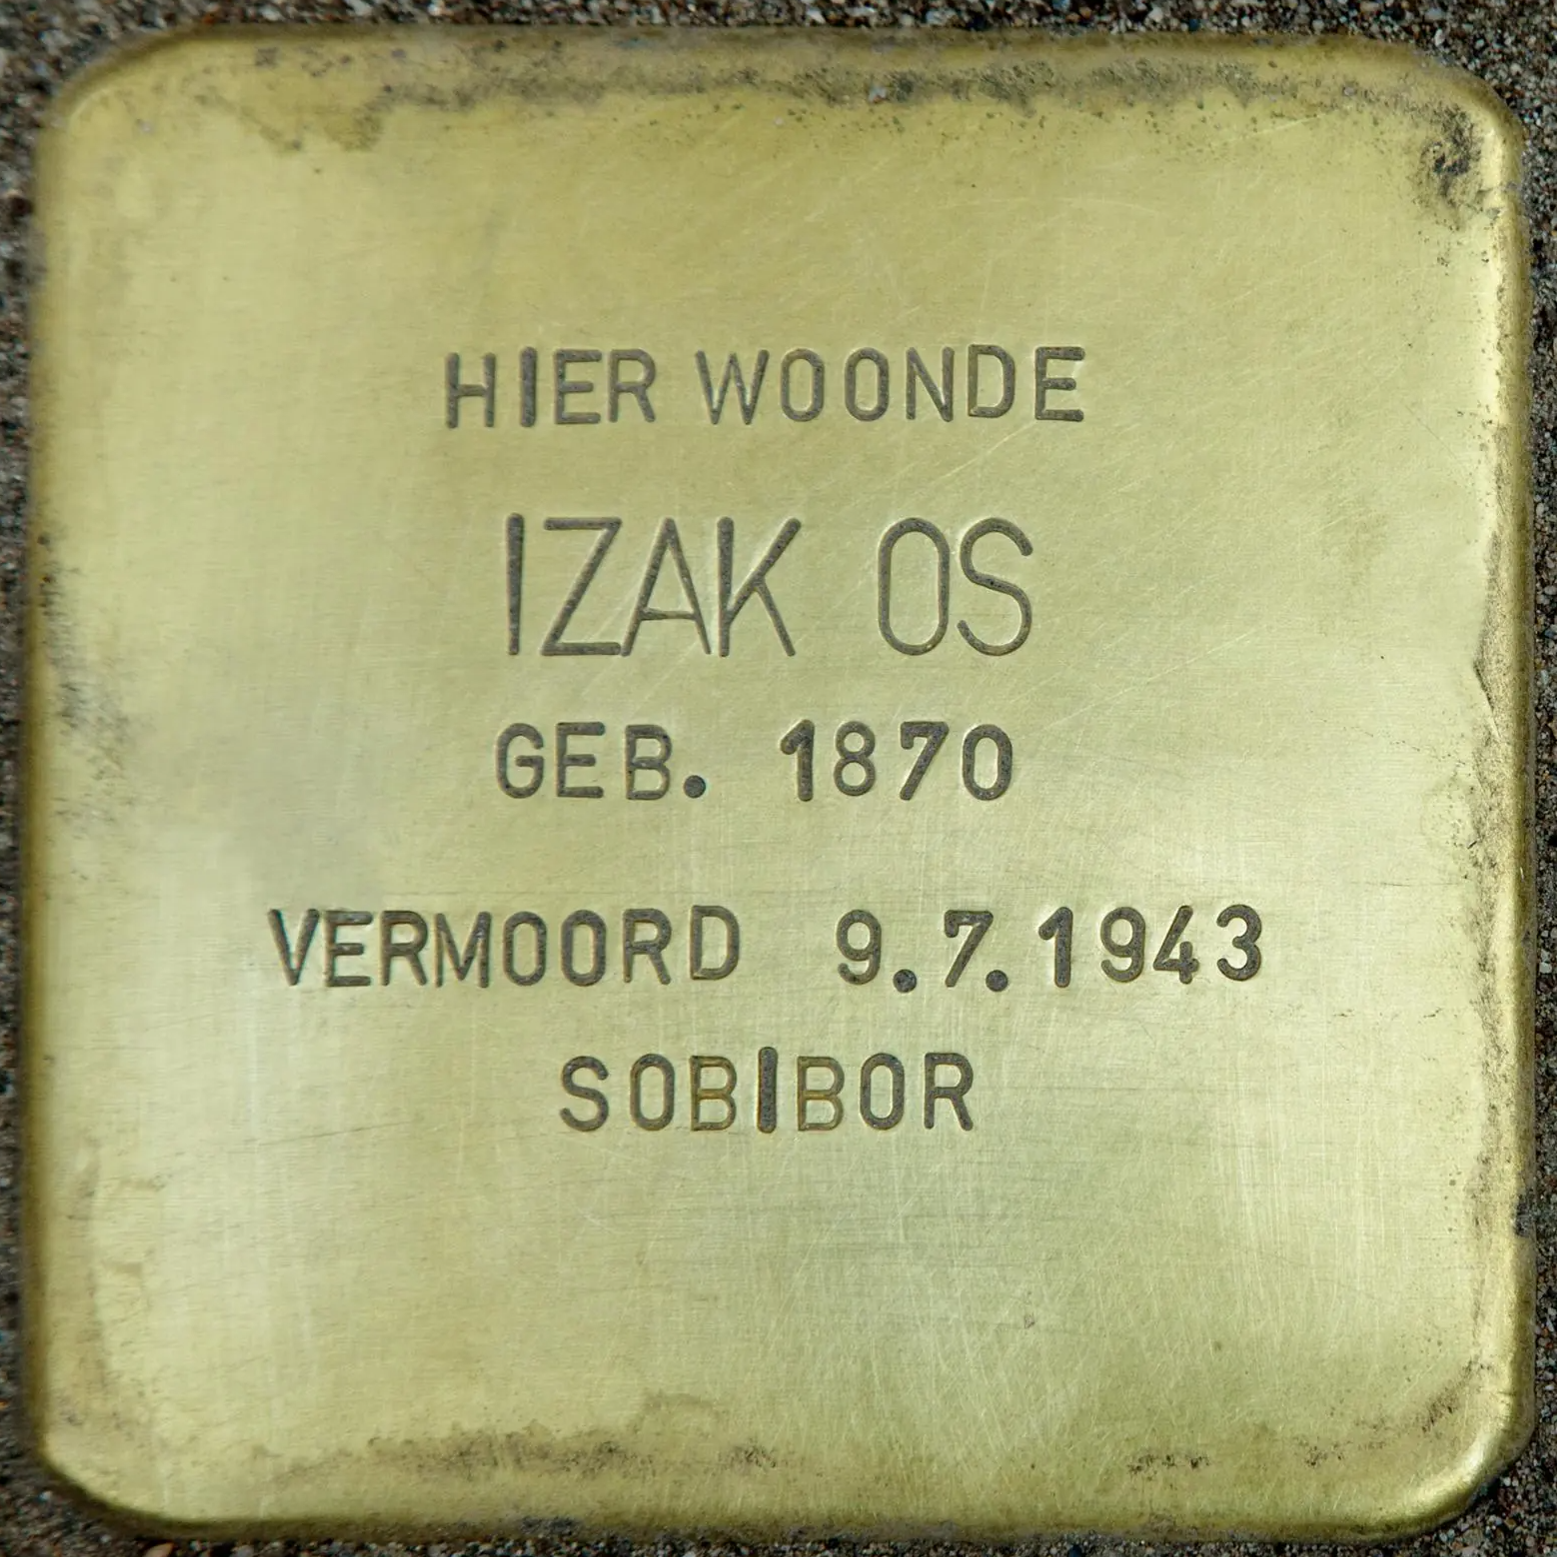 HIER WOONDE
IZAK OS
GEB. 1870
VERMOORD 9.7.1943
SOBIBOR